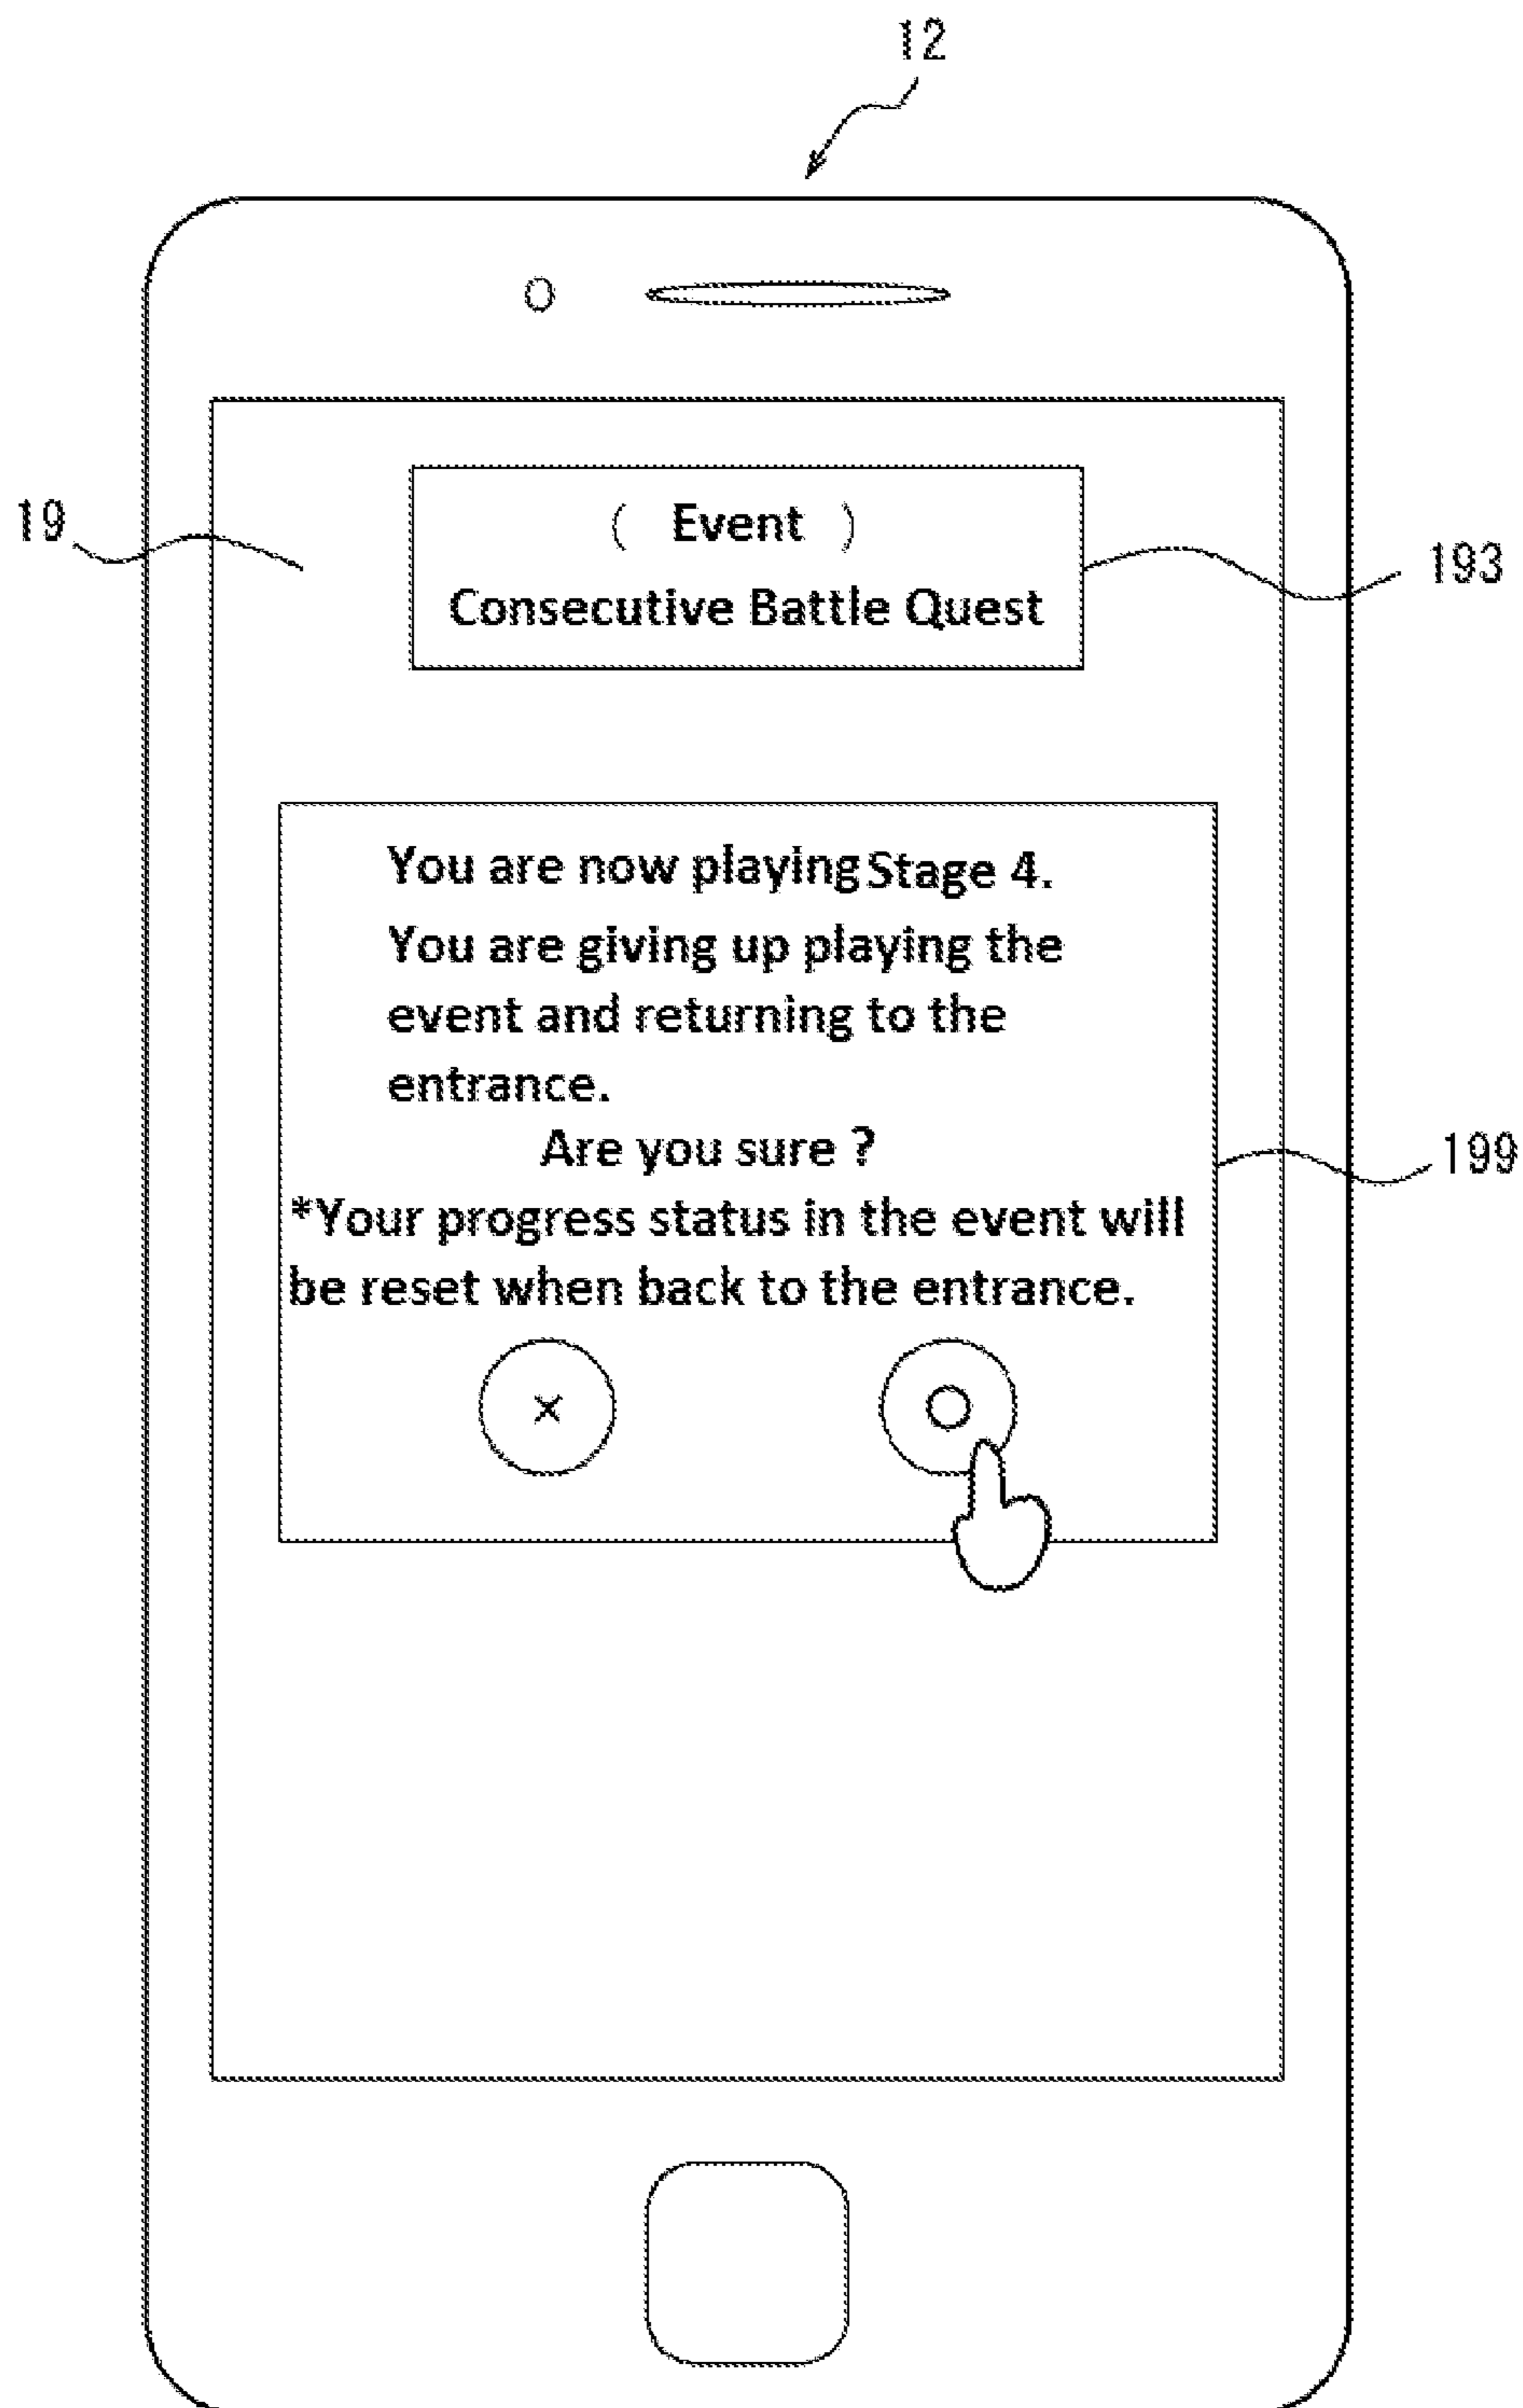 12
19
( Event )
193
Consecutive Battle Quest
You are now playing Stage 4.
You are giving up playing the
event and returning to the
entrance.
Are you sure ?
199
*Your progress status in the event will
be reset when back to the entrance.
×
○